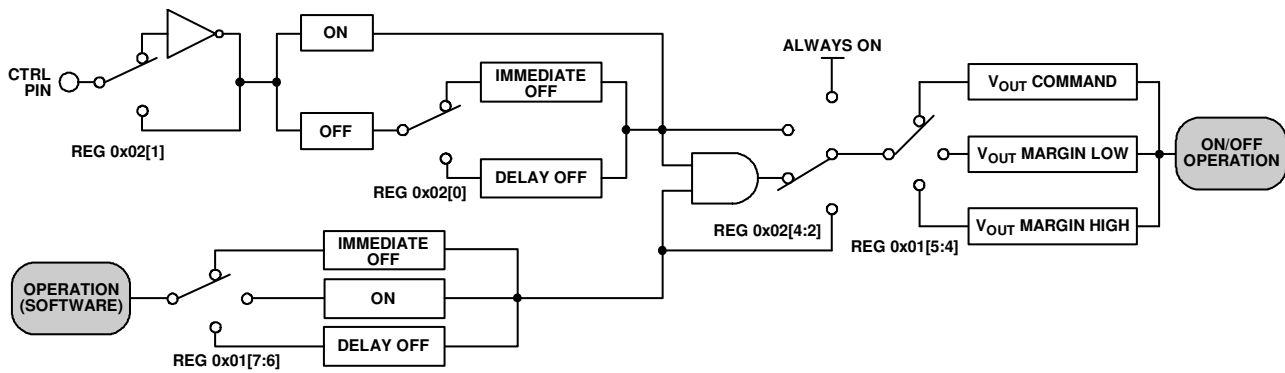 CTRL
PIN
REG 0x02[1]
ON
OFF
IMMEDIATE
OFF
DELAY OFF
REG 0x02[0]
ALWAYS ON
REG 0x02[4:2]
VOUT COMMAND
VOUT MARGIN LOW
VOUT MARGIN HIGH
REG 0x01[5:4]
ON/OFF
OPERATION
OPERATION
(SOFTWARE)
IMMEDIATE
OFF
ON
DELAY OFF
REG 0x01[7:6]